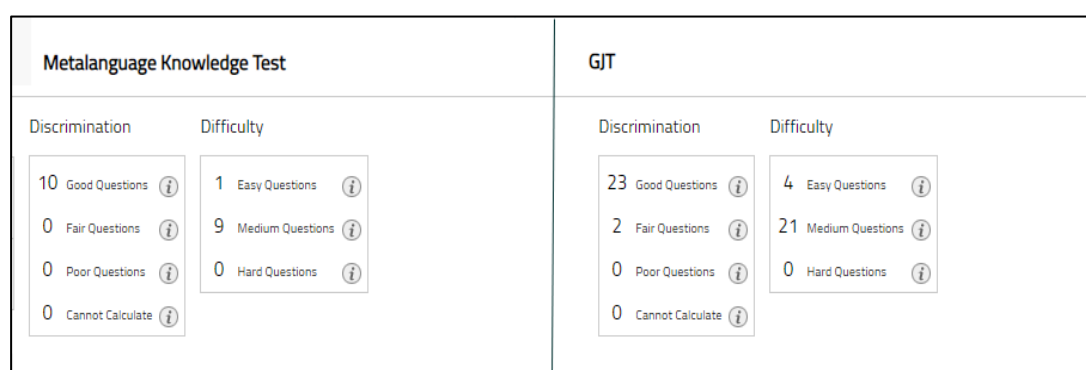 Metalanguage Knowledge Test
Discrimination Difficulty
10 Good Questions i
0 Fair Questions i
0 Poor Questions i
0 Cannot Calculate i
1 Easy Questions i
9 Medium Questions i
0 Hard Questions i
GJT
Discrimination Difficulty
23 Good Questions i
2 Fair Questions i
0 Poor Questions i
0 Cannot Calculate i
4 Easy Questions i
21 Medium Questions i
0 Hard Questions i